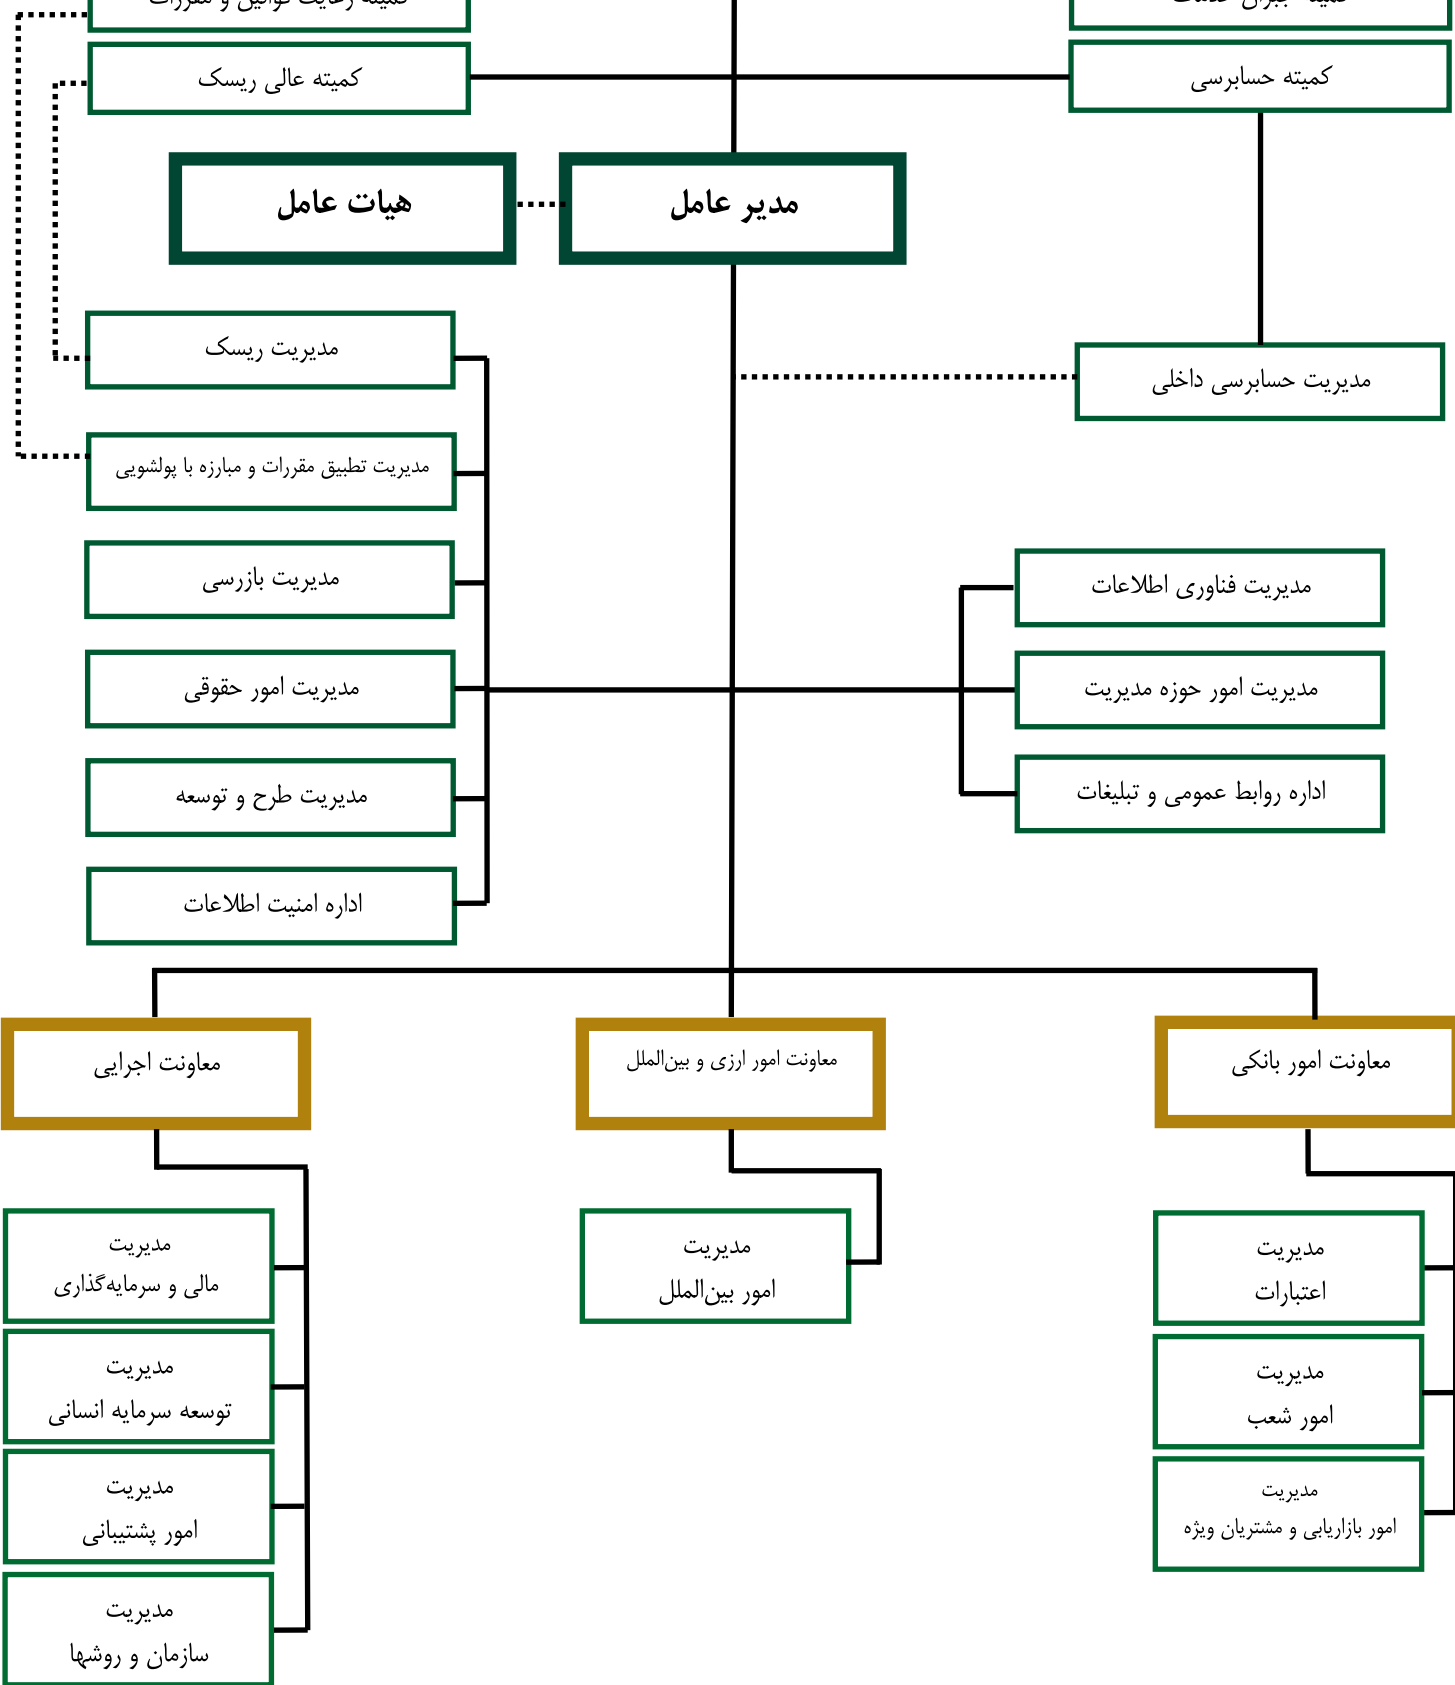 کمیته عالی ریسک
کمیته حسابرسی
هیات عامل
مدیر عامل
مدیریت ریسک
مدیریت حسابرسی داخلی
مدیریت تطبیق مقررات و مبارزه با پولشویی
مدیریت بازرسی
مدیریت امور حقوقی
مدیریت طرح و توسعه
اداره امنیت اطلاعات
مدیریت فناوری اطلاعات
مدیریت امور حوزه مدیریت
اداره روابط عمومی و تبلیغات
معاونت امور بانکی
مدیریت
اعتبارات
مدیریت
امور شعب
مدیریت
امور بازاریابی و مشتریان ویژه
معاونت امور ارزی و بین‌الملل
مدیریت
امور بین‌الملل
معاونت اجرایی
مدیریت
مالی و سرمایه‌گذاری
مدیریت
توسعه سرمایه انسانی
مدیریت
امور پشتیبانی
مدیریت
سازمان و روشها